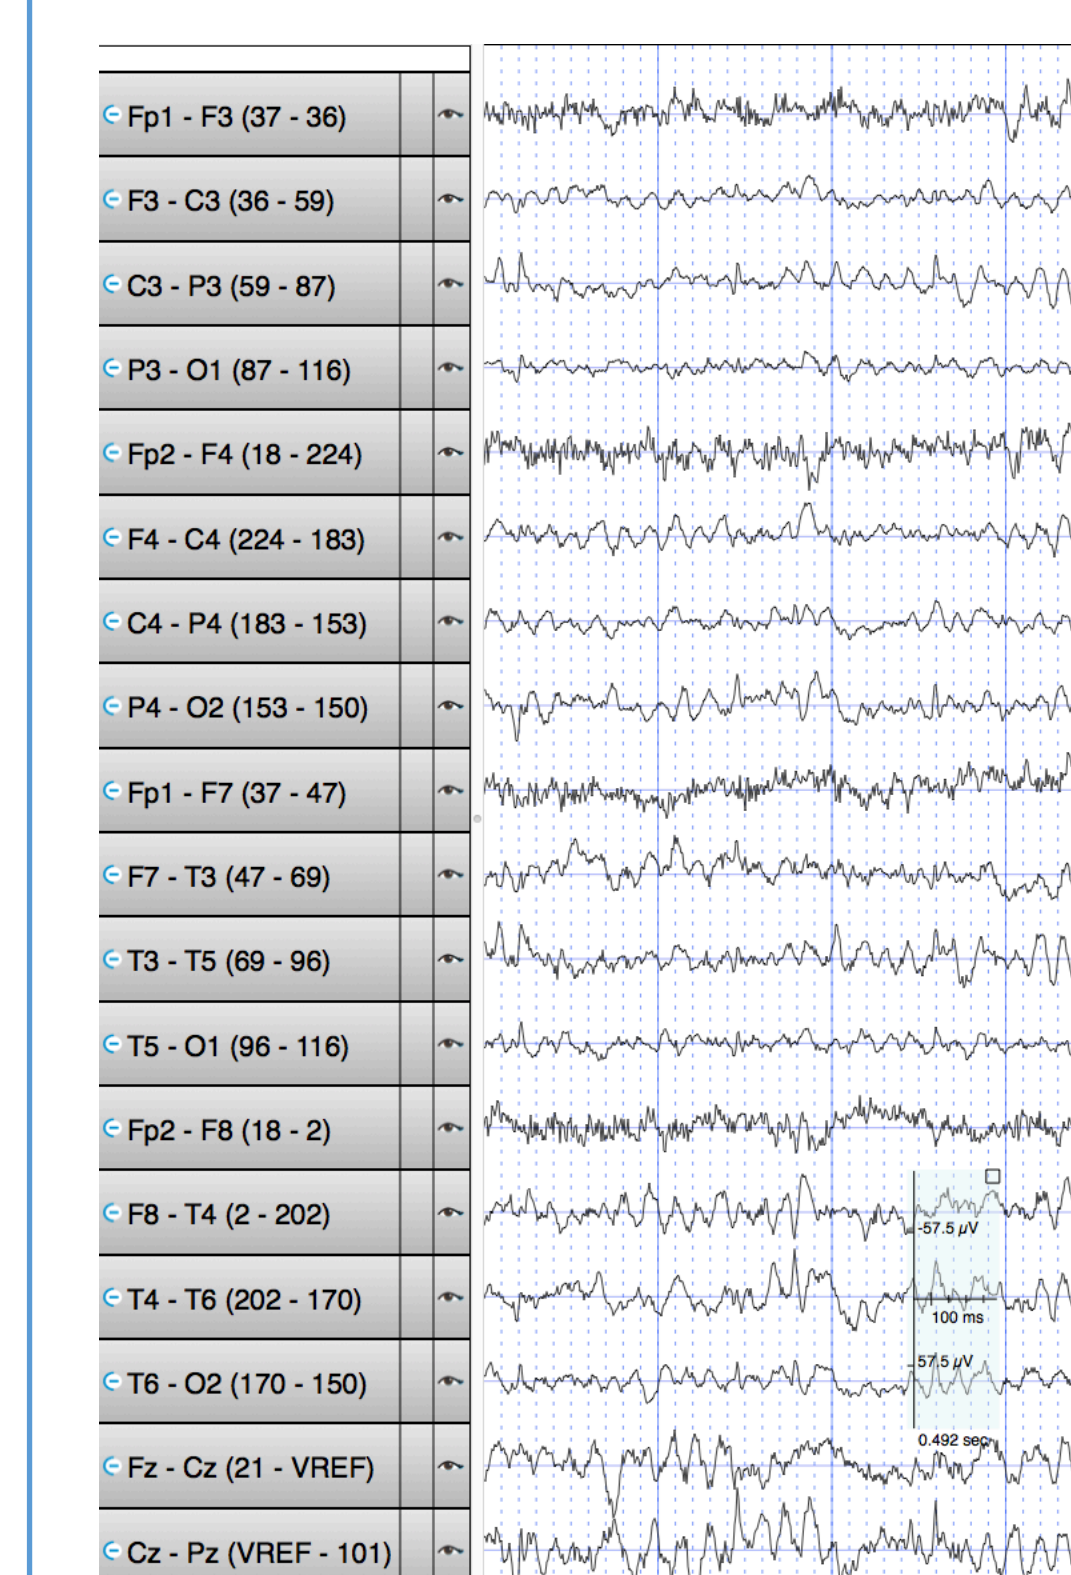 Fp1 - F3 (37 - 36)
F3 - C3 (36 - 59)
C3 - P3 (59 - 87)
P3 - O1 (87 - 116)
Fp2 - F4 (18 - 224)
F4 - C4 (224 - 183)
C4 - P4 (183 - 153)
P4 - O2 (153 - 150)
Fp1 - F7 (37 - 47)
F7 - T3 (47 - 69)
T3 - T5 (69 - 96)
T5 - O1 (96 - 116)
Fp2 - F8 (18 - 2)
F8 - T4 (2 - 202)
-57.5 µV
T4 - T6 (202 - 170)
100 ms
57.5 µV
T6 - O2 (170 - 150)
0.492 sec
Fz - Cz (21 - VREF)
Cz - Pz (VREF - 101)